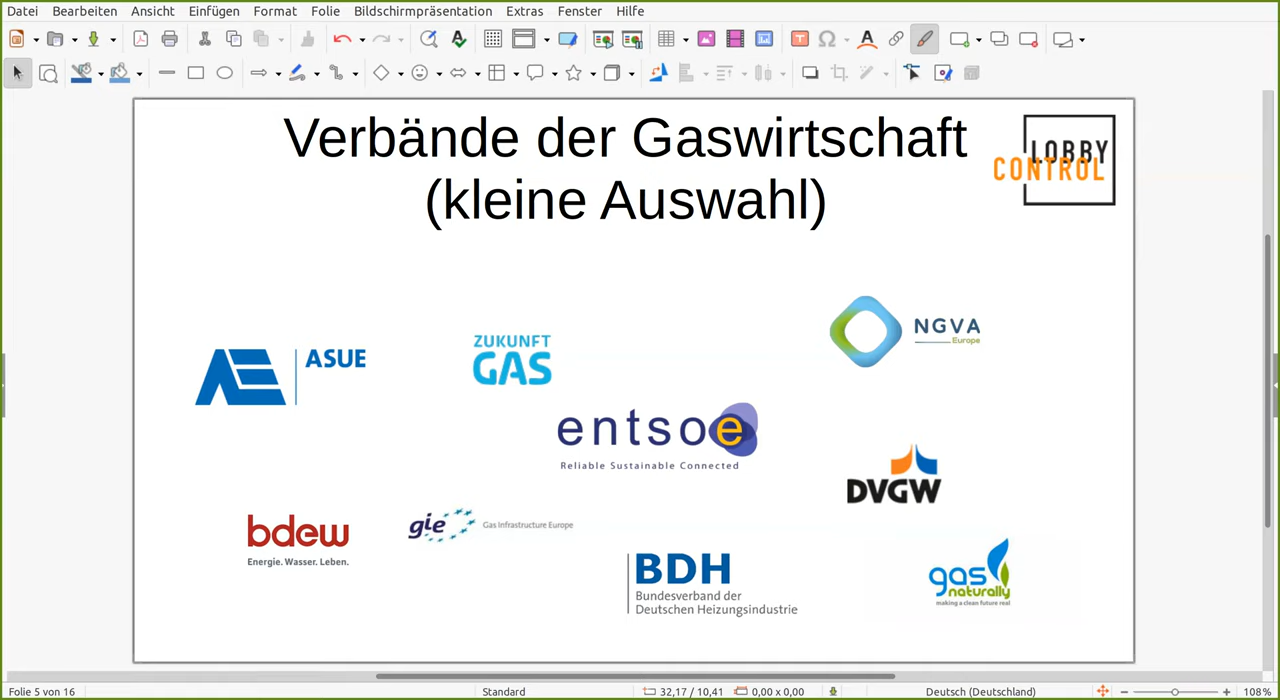 Datei Bearbeiten Ansicht Einfügen Format Folie Bildschirmpräsentation Extras Fenster Hilfe
Verbände der Gaswirtschaft
(kleine Auswahl)
LOBBY
CONTROL
NGVA
Europe
ASUE
ZUKUNFT
GAS
entsoe
Reliable Sustainable Connected
DVGW
bdew
Energie. Wasser. Leben.
gie Gas Infrastructure Europe
BDH
Bundesverband der
Deutschen Heizungsindustrie
gas
naturally
making a clean future real
Folie 5 von 16 Standard 32,17 / 10,41 0,00 x 0,00 Deutsch (Deutschland) 108%